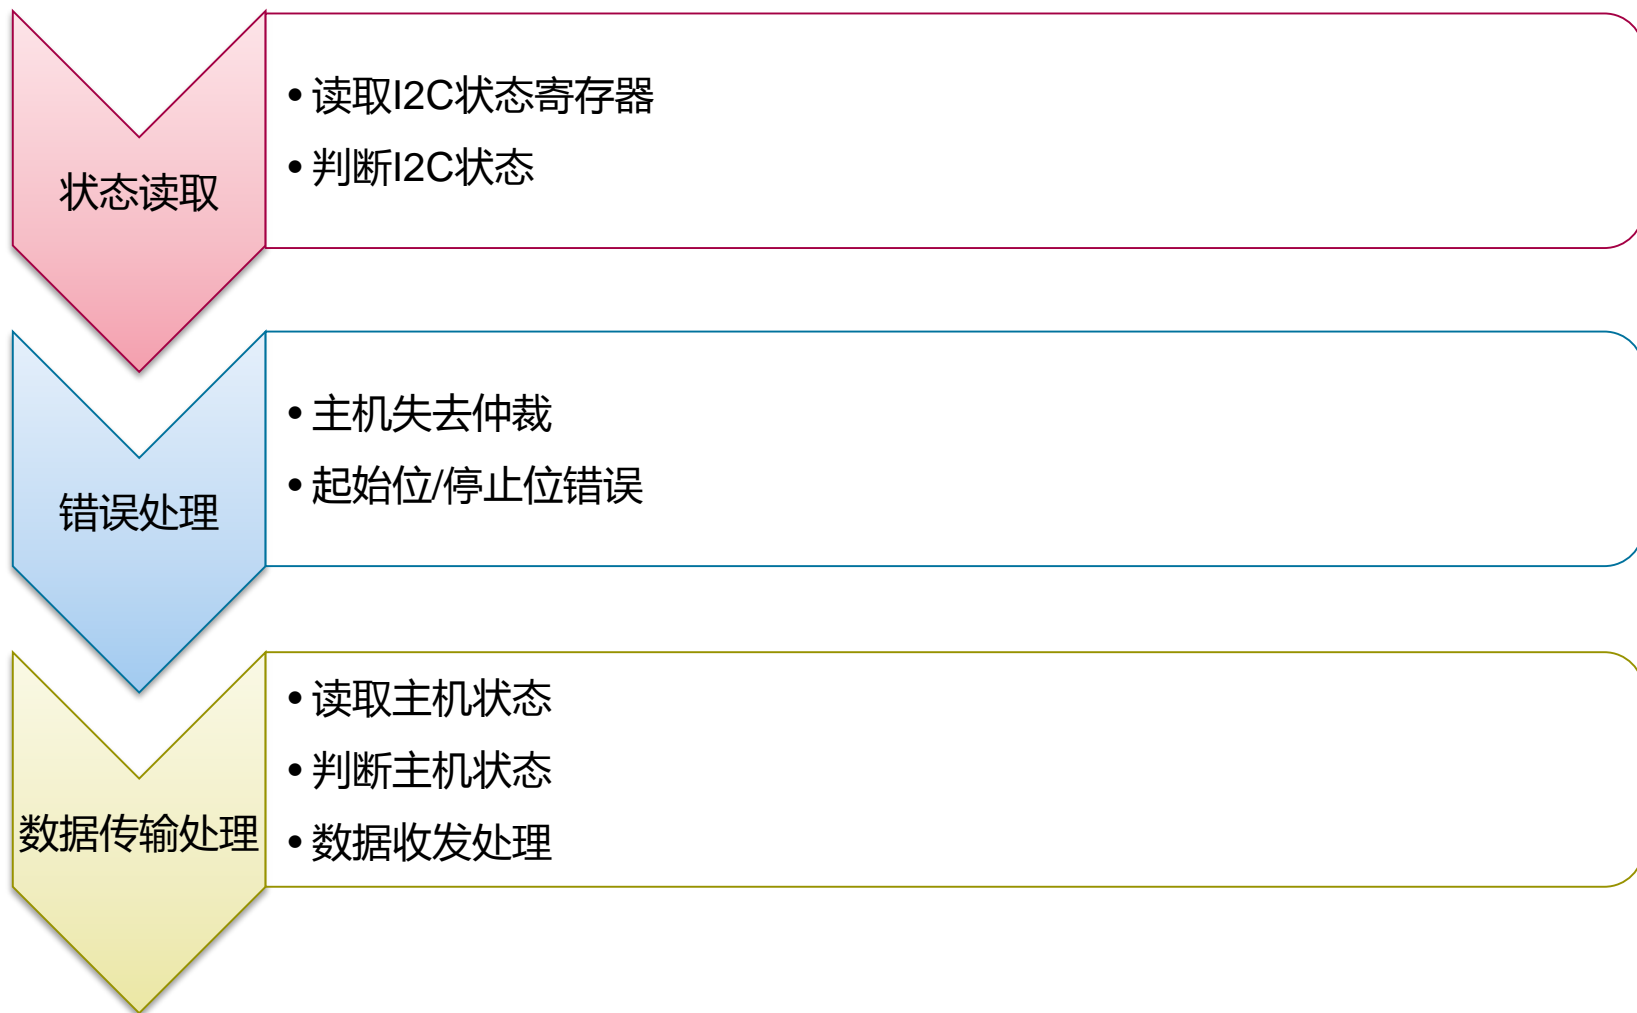 状态读取
• 读取I2C状态寄存器
• 判断I2C状态
错误处理
• 主机失去仲裁
• 起始位/停止位错误
数据传输处理
• 读取主机状态
• 判断主机状态
• 数据收发处理